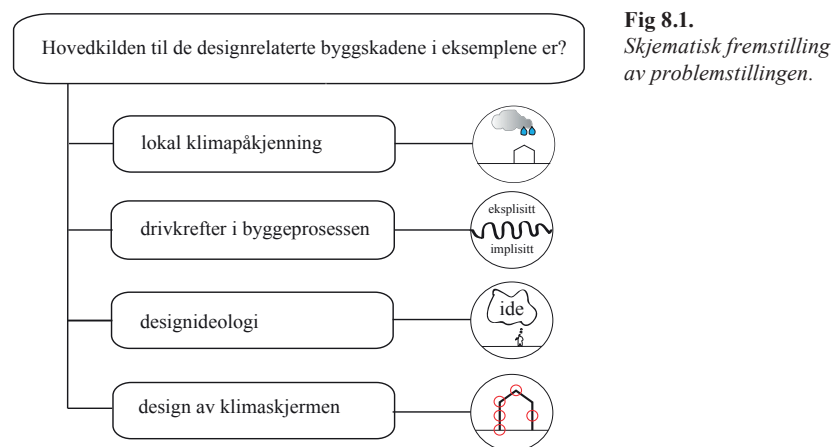 Hovedkilden til de designrelaterte byggskadene i eksemplene er?
Fig 8.1.
Skjematisk fremstilling
av problemstillingen.
lokal klimapåkjenning
drivkrefter i byggeprosessen
eksplisitt
implisitt
designideologi
ide
design av klimaskjermen